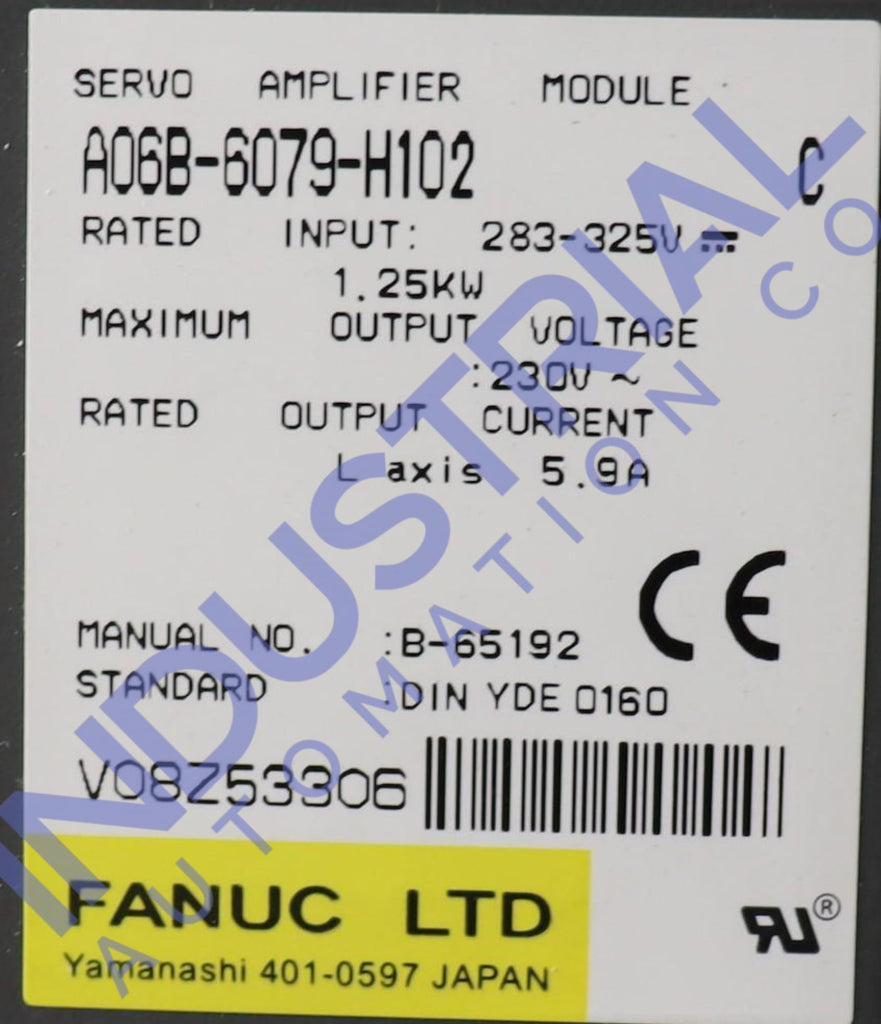 SERVO AMPLIFIER MODULE
A06B-6079-H102 C
RATED INPUT: 283-325V ⎓
1.25KW
MAXIMUM OUTPUT VOLTAGE
:230V ~
RATED OUTPUT CURRENT
L axis 5.9A
CE
MANUAL NO. :B-65192
STANDARD :DIN YDE 0160
V08Z53306
FANUC LTD
Yamanashi 401-0597 JAPAN
RU®
INDUSTRIAL
AUTOMATION CO